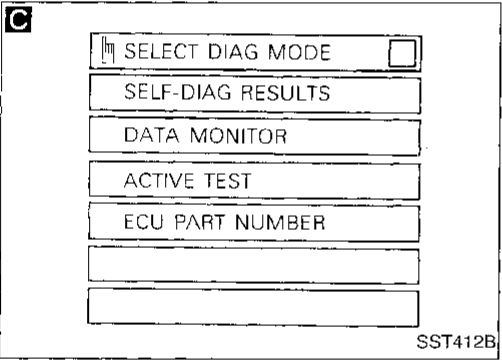 C
SELECT DIAG MODE
SELF-DIAG RESULTS
DATA MONITOR
ACTIVE TEST
ECU PART NUMBER
SST412B